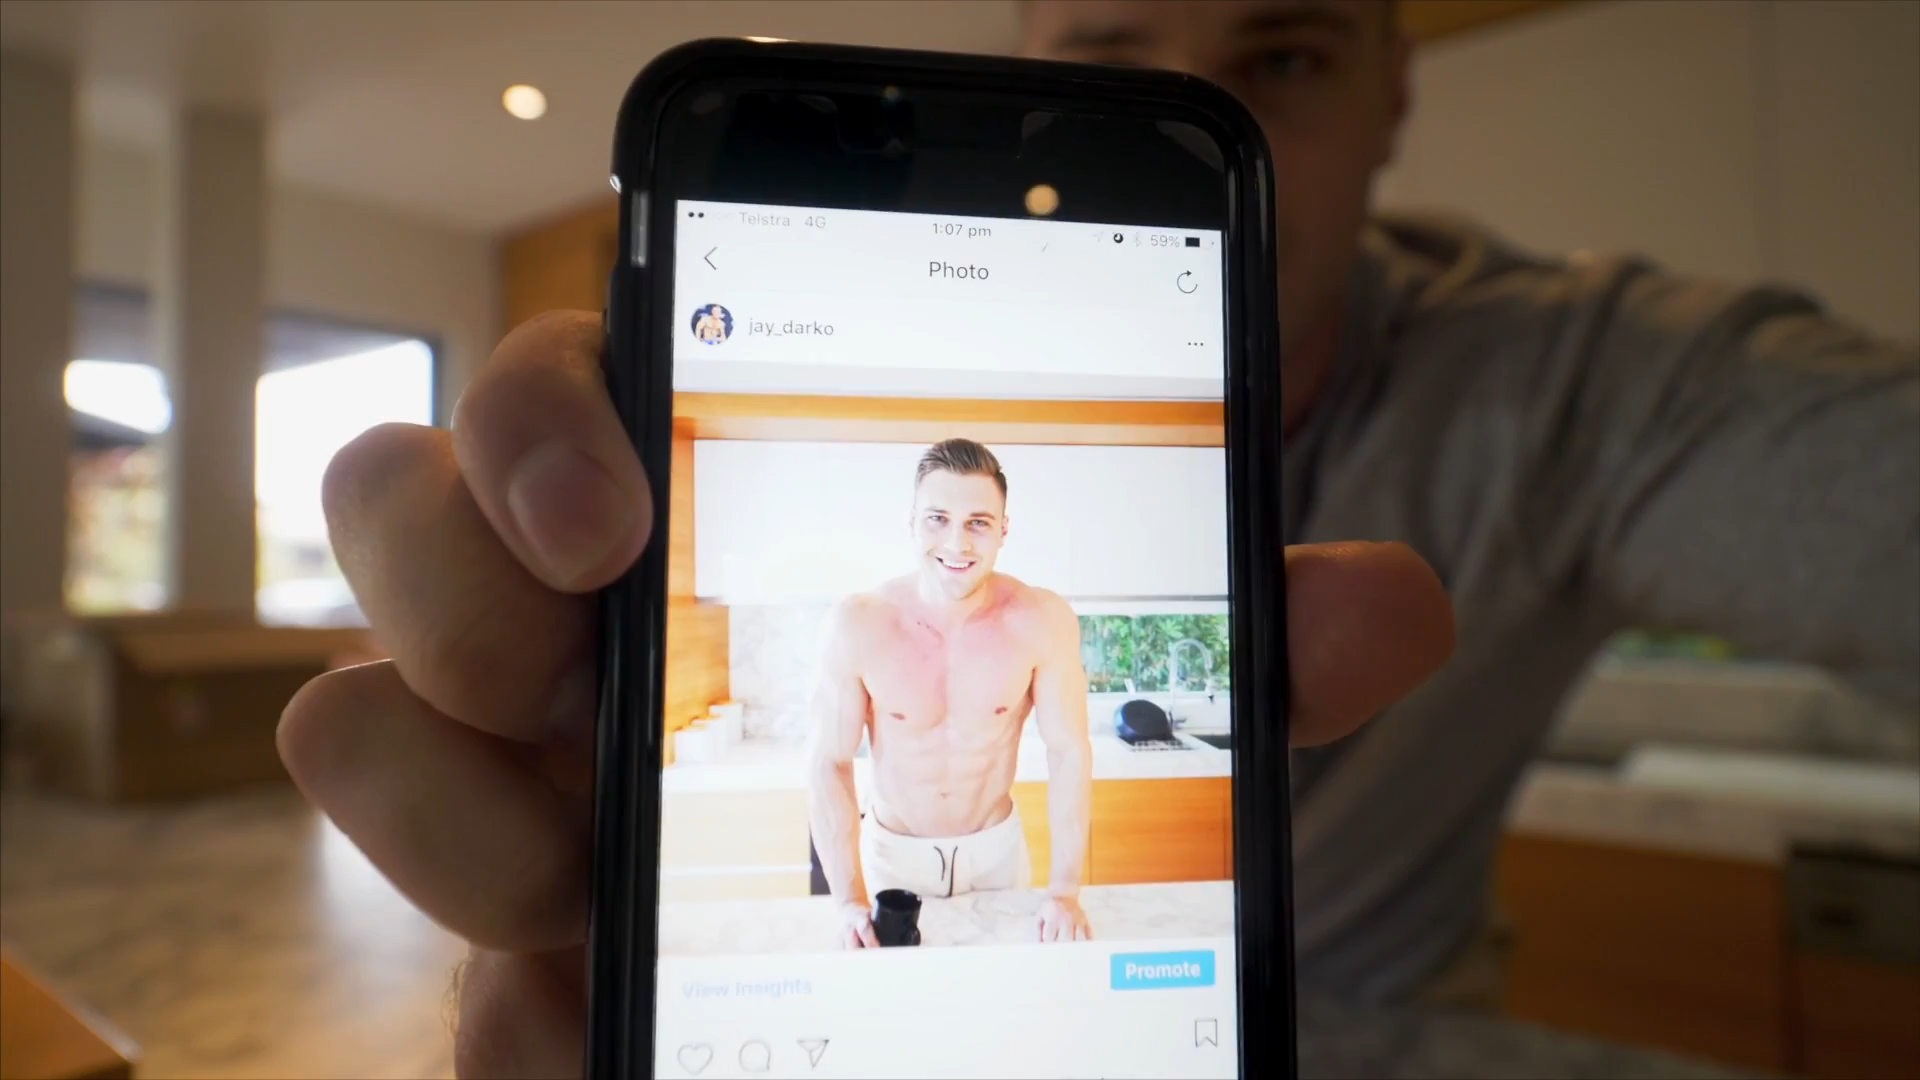 Telstra 4G 1:07 pm 59%
Photo
jay_darko
View Insights
Promote